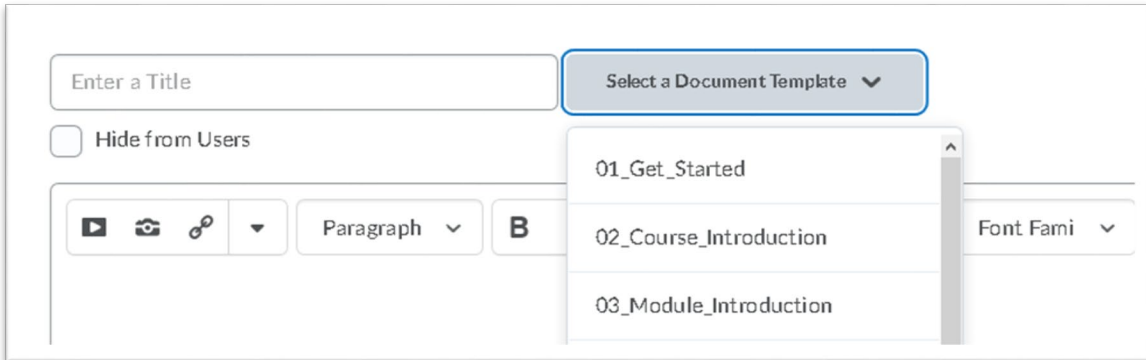 Enter a Title
Select a Document Template
Hide from Users
01_Get_Started
Paragraph
B
02_Course_Introduction
Font Fami
03_Module_Introduction